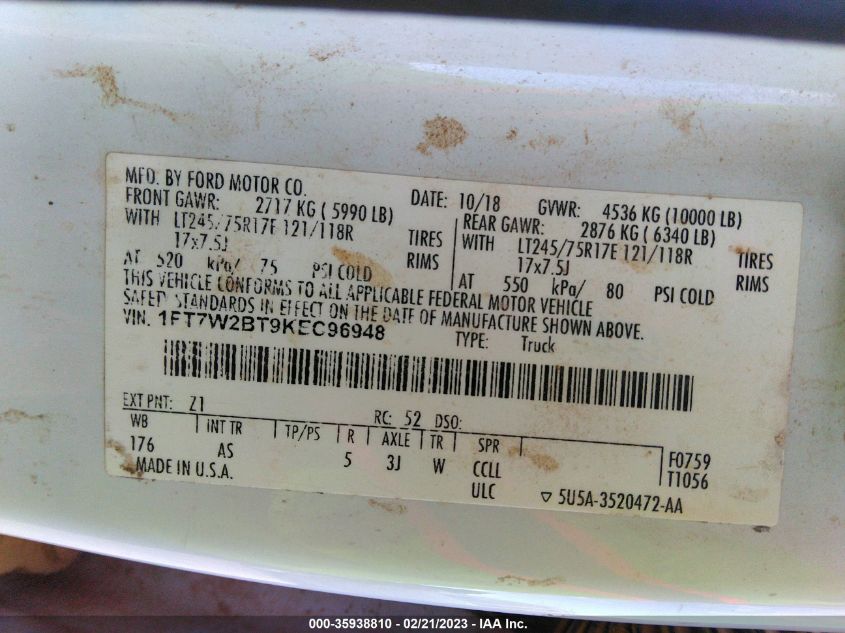 MFD. BY FORD MOTOR CO. DATE: 10/18 GVWR: 4536 KG (10000 LB)
FRONT GAWR: 2717 KG ( 5990 LB) REAR GAWR: 2876 KG ( 6340 LB)
WITH LT245/75R17E 121/118R TIRES WITH LT245/75R17E 121/118R TIRES
17x7.5J RIMS 17x7.5J RIMS
AT 520 kPa/ 75 PSI COLD AT 550 kPa/ 80 PSI COLD
THIS VEHICLE CONFORMS TO ALL APPLICABLE FEDERAL MOTOR VEHICLE
SAFETY STANDARDS IN EFFECT ON THE DATE OF MANUFACTURE SHOWN ABOVE.
VIN: 1FT7W2BT9KEC96948 TYPE: Truck
EXT PNT: Z1 RC: 52 DSO:
WB INT TR TP/PS R AXLE TR SPR F0759
176 AS 5 3J W CCLL T1056
MADE IN U.S.A. ULC ▽ 5U5A-3520472-AA
000-35938810 - 02/21/2023 - IAA Inc.